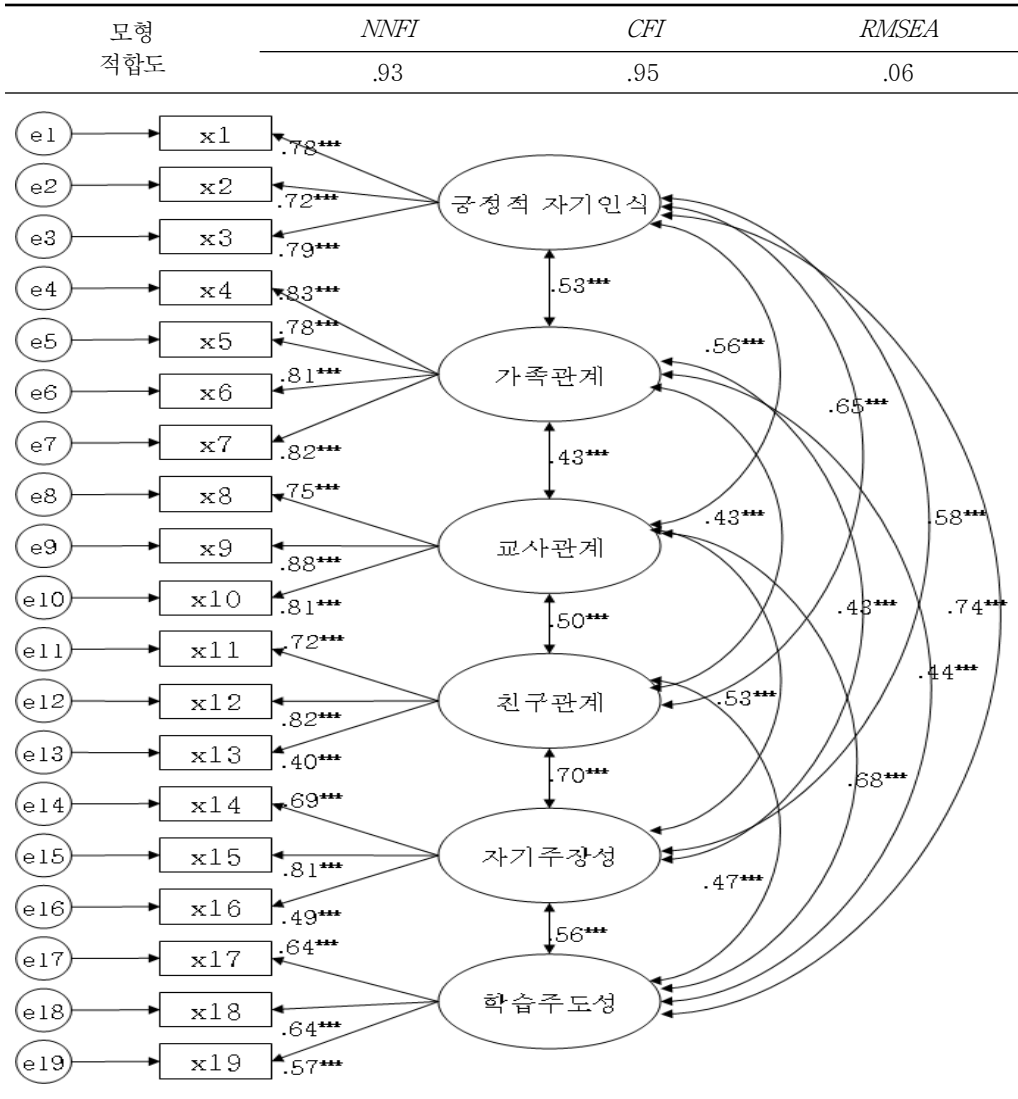 모형 NNFI CFI RMSEA
적합도 .93 .95 .06
e1 x1 .78***
e2 x2 .72*** 긍정적 자기인식
e3 x3 .79***
e4 x4 .83*** .53***
e5 x5 .78*** .56***
e6 x6 .81*** 가족관계 .65***
e7 x7 .82*** .43***
e8 x8 .75*** .43*** .58***
e9 x9 .88*** 교사관계
e10 x10 .81*** .50*** .43*** .74***
e11 x11 .72*** .44***
e12 x12 .82*** 친구관계 .53***
e13 x13 .40*** .70*** .68***
e14 x14 .69***
e15 x15 .81*** 자기주장성 .47***
e16 x16 .49*** .56***
e17 x17 .64***
e18 x18 .64*** 학습주도성
e19 x19 .57***